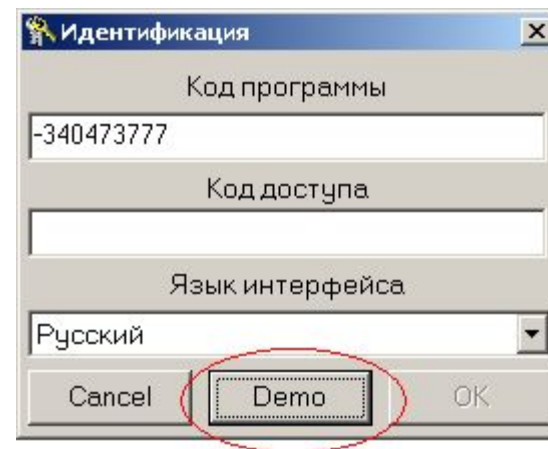 Идентификация
Код программы
-340473777
Код доступа
Язык интерфейса
Русский
Cancel Demo OK